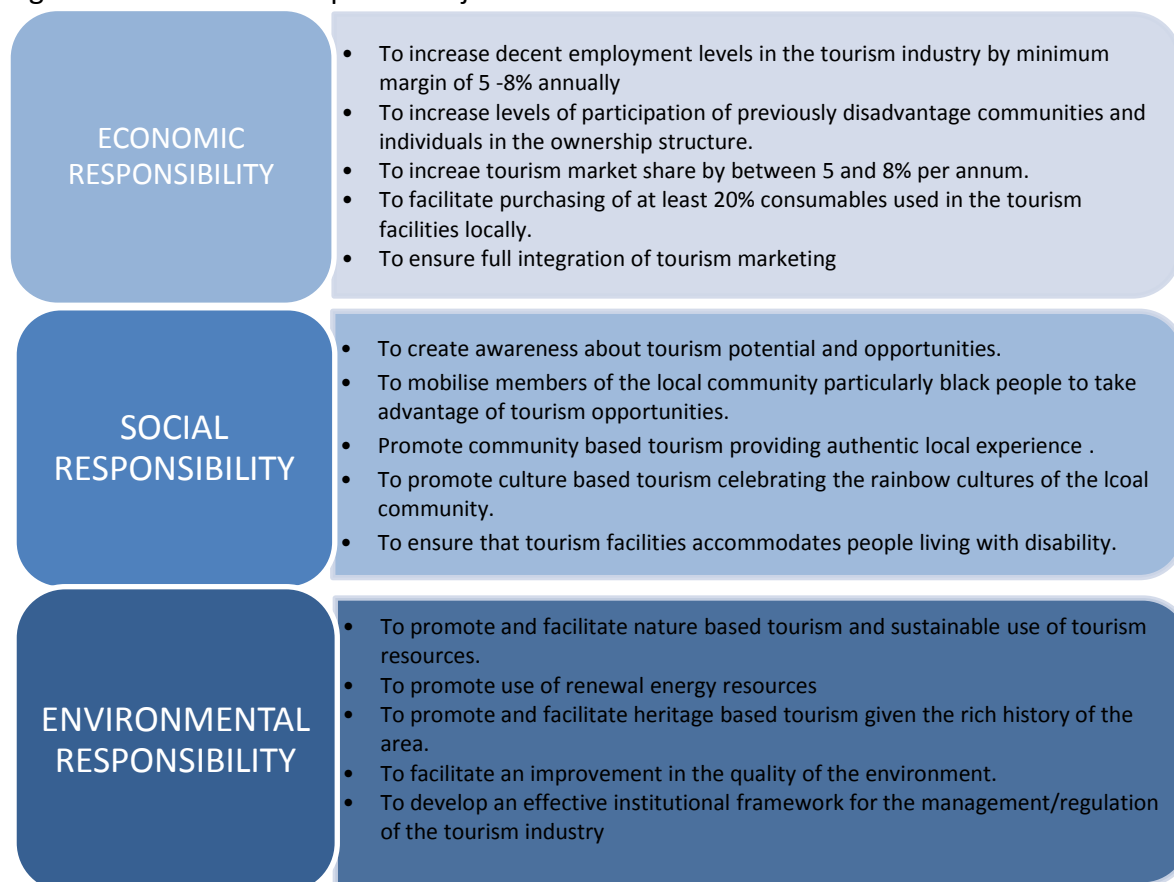 ECONOMIC
RESPONSIBILITY
• To increase decent employment levels in the tourism industry by minimum
margin of 5 -8% annually
• To increase levels of participation of previously disadvantage communities and
individuals in the ownership structure.
• To increae tourism market share by between 5 and 8% per annum.
• To facilitate purchasing of at least 20% consumables used in the tourism
facilities locally.
• To ensure full integration of tourism marketing
SOCIAL
RESPONSIBILITY
• To create awareness about tourism potential and opportunities.
• To mobilise members of the local community particularly black people to take
advantage of tourism opportunities.
• Promote community based tourism providing authentic local experience .
• To promote culture based tourism celebrating the rainbow cultures of the lcoal
community.
• To ensure that tourism facilities accommodates people living with disability.
ENVIRONMENTAL
RESPONSIBILITY
• To promote and facilitate nature based tourism and sustainable use of tourism
resources.
• To promote use of renewal energy resources
• To promote and facilitate heritage based tourism given the rich history of the
area.
• To facilitate an improvement in the quality of the environment.
• To develop an effective institutional framework for the management/regulation
of the tourism industry